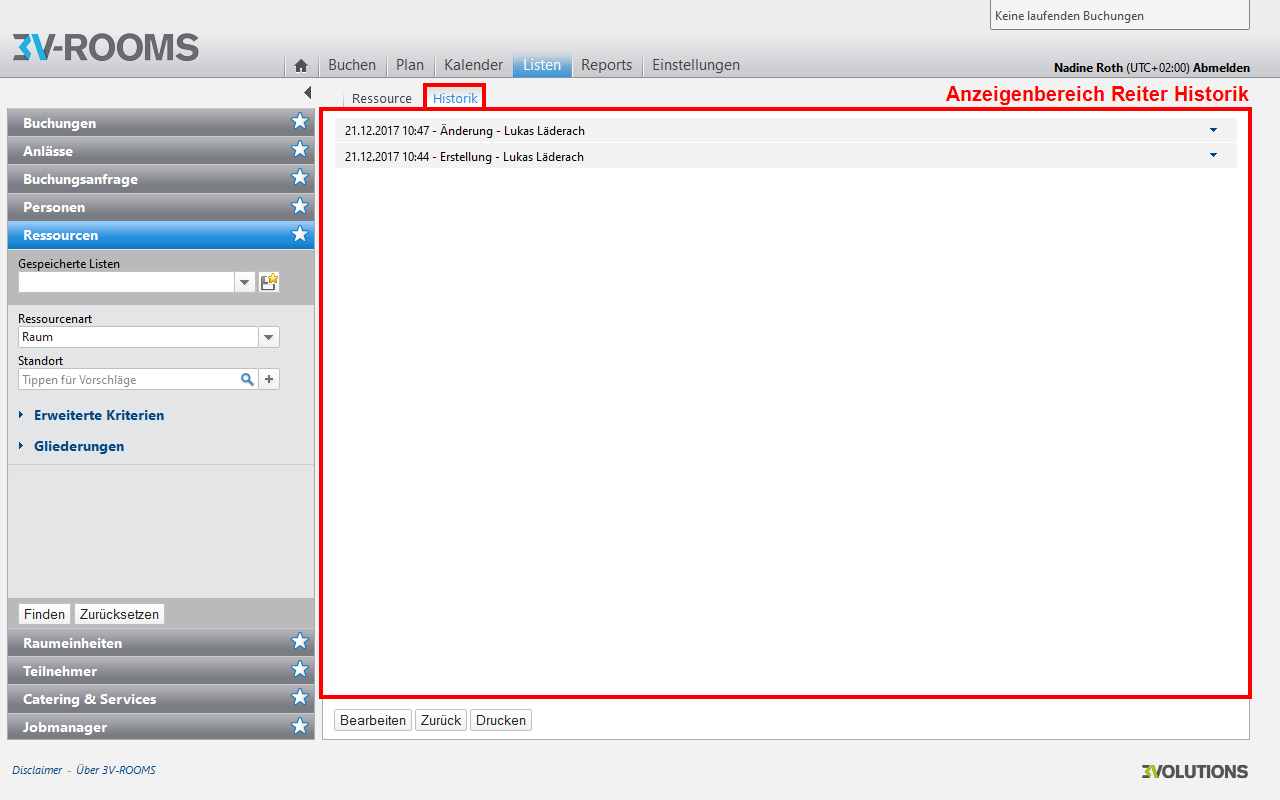 Keine laufenden Buchungen
3V-ROOMS
Buchen Plan Kalender Listen Reports Einstellungen
Nadine Roth (UTC+02:00) Abmelden
Ressource Historik
Anzeigenbereich Reiter Historik
Buchungen
Anlässe
Buchungsanfrage
Personen
Ressourcen
Gespeicherte Listen
Ressourcenart
Raum
Standort
Tippen für Vorschläge
Erweiterte Kriterien
Gliederungen
Finden Zurücksetzen
Raumeinheiten
Teilnehmer
Catering & Services
Jobmanager
21.12.2017 10:47 - Änderung - Lukas Läderach
21.12.2017 10:44 - Erstellung - Lukas Läderach
Bearbeiten Zurück Drucken
Disclaimer - Über 3V-ROOMS
3VOLUTIONS